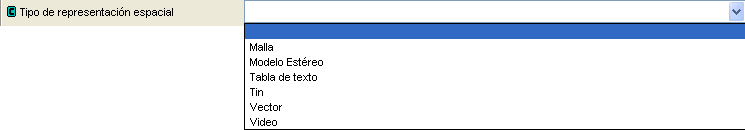 C Tipo de representación espacial
Malla
Modelo Estéreo
Tabla de texto
Tin
Vector
Video